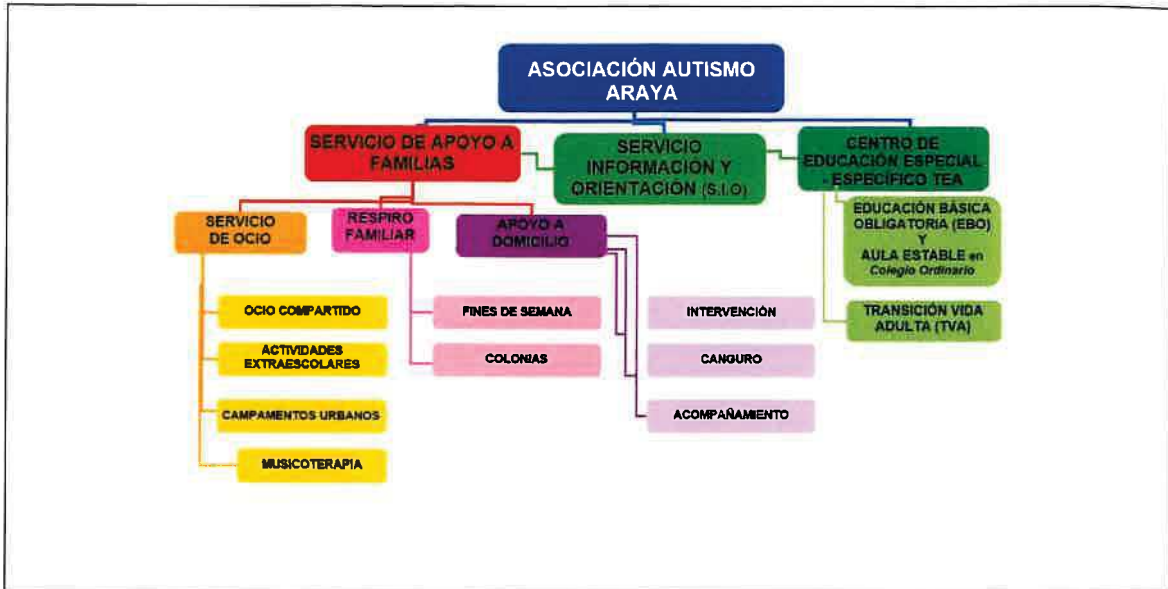 ASOCIACIÓN AUTISMO
ARAYA
SERVICIO DE APOYO A
FAMILIAS
SERVICIO
INFORMACIÓN Y
ORIENTACIÓN (S.I.O)
CENTRO DE
EDUCACIÓN ESPECIAL
- ESPECÍFICO TEA
SERVICIO
DE OCIO
RESPIRO
FAMILIAR
APOYO A
DOMICILIO
EDUCACIÓN BÁSICA
OBLIGATORIA (EBO)
Y
AULA ESTABLE en
Colegio Ordinario
OCIO COMPARTIDO
FINES DE SEMANA
INTERVENCIÓN
TRANSICIÓN VIDA
ADULTA (TVA)
ACTIVIDADES
EXTRAESCOLARES
COLONIAS
CANGURO
CAMPAMENTOS URBANOS
ACOMPAÑAMIENTO
MUSICOTERAPIA